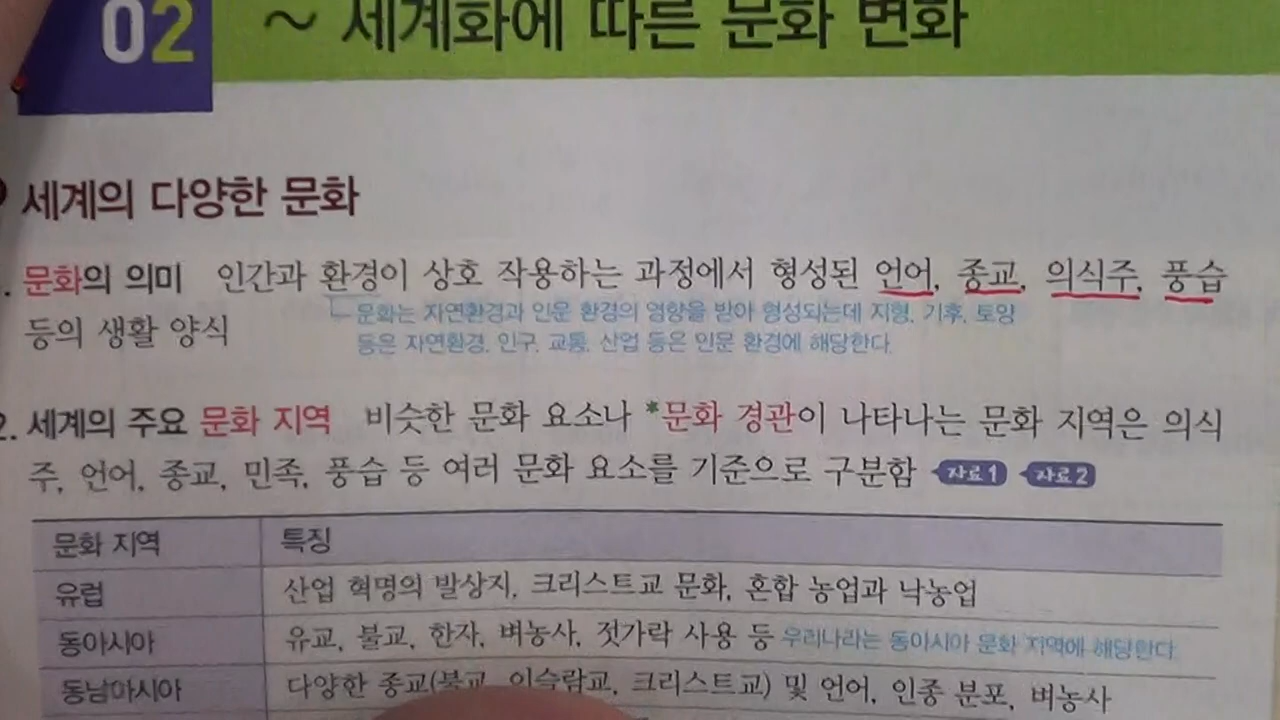 02 ~ 세계화에 따른 문화 변화
세계의 다양한 문화
. 문화의 의미 인간과 환경이 상호 작용하는 과정에서 형성된 언어, 종교, 의식주, 풍습
문화는 자연환경과 인문 환경의 영향을 받아 형성되는데 지형, 기후, 토양
등의 생활 양식
등은 자연환경, 인구, 교통, 산업 등은 인문 환경에 해당한다.
2. 세계의 주요 문화 지역 비슷한 문화 요소나 *문화 경관이 나타나는 문화 지역은 의식
주, 언어, 종교, 민족, 풍습 등 여러 문화 요소를 기준으로 구분함 자료1 자료2
문화 지역 특징
유럽 산업 혁명의 발상지, 크리스트교 문화, 혼합 농업과 낙농업
동아시아 유교, 불교, 한자, 벼농사, 젓가락 사용 등 우리나라는 동아시아 문화 지역에 해당한다.
동남아시아 다양한 종교(불교, 이슬람교, 크리스트교) 및 언어, 인종 분포, 벼농사